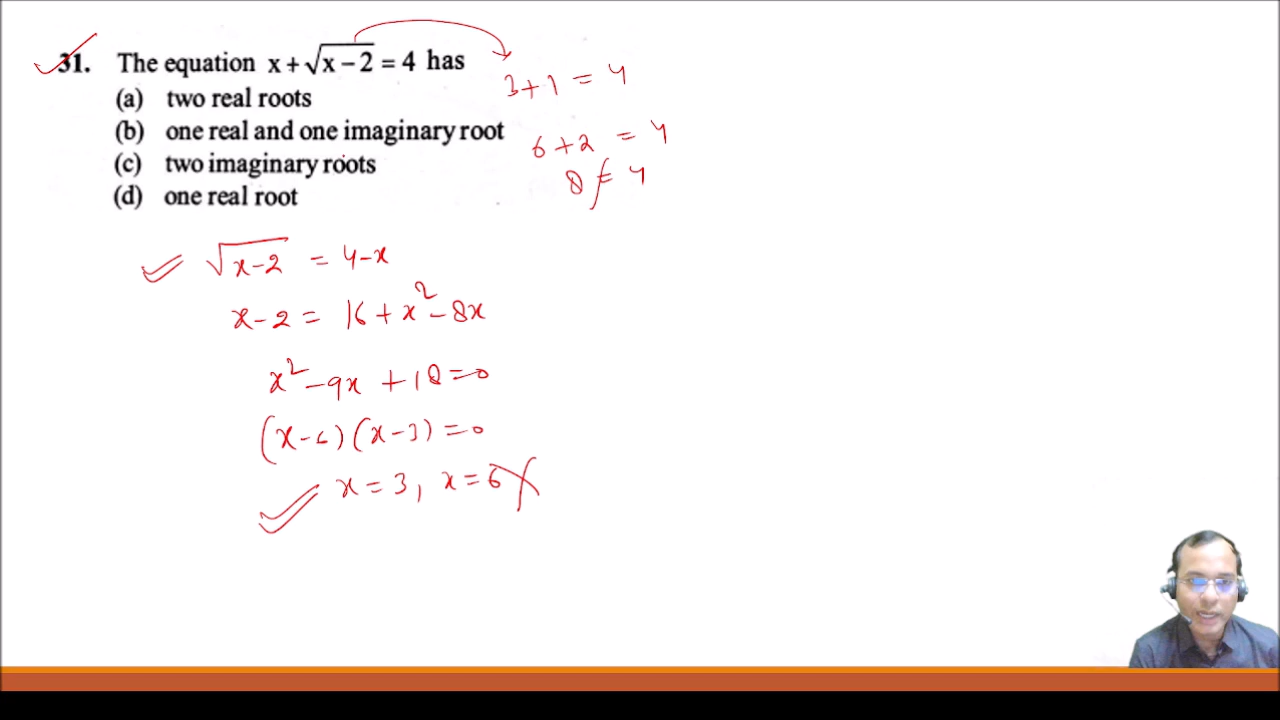 31. The equation x + √x − 2 = 4 has
(a) two real roots
(b) one real and one imaginary root
(c) two imaginary roots
(d) one real root
3 + 1 = 4
6 + 2 = 4
8 ≠ 4
√x − 2 = 4 − x
x − 2 = 16 + x² − 8x
x² − 9x + 18 = 0
(x − 6) (x − 3) = 0
x = 3, x = 6